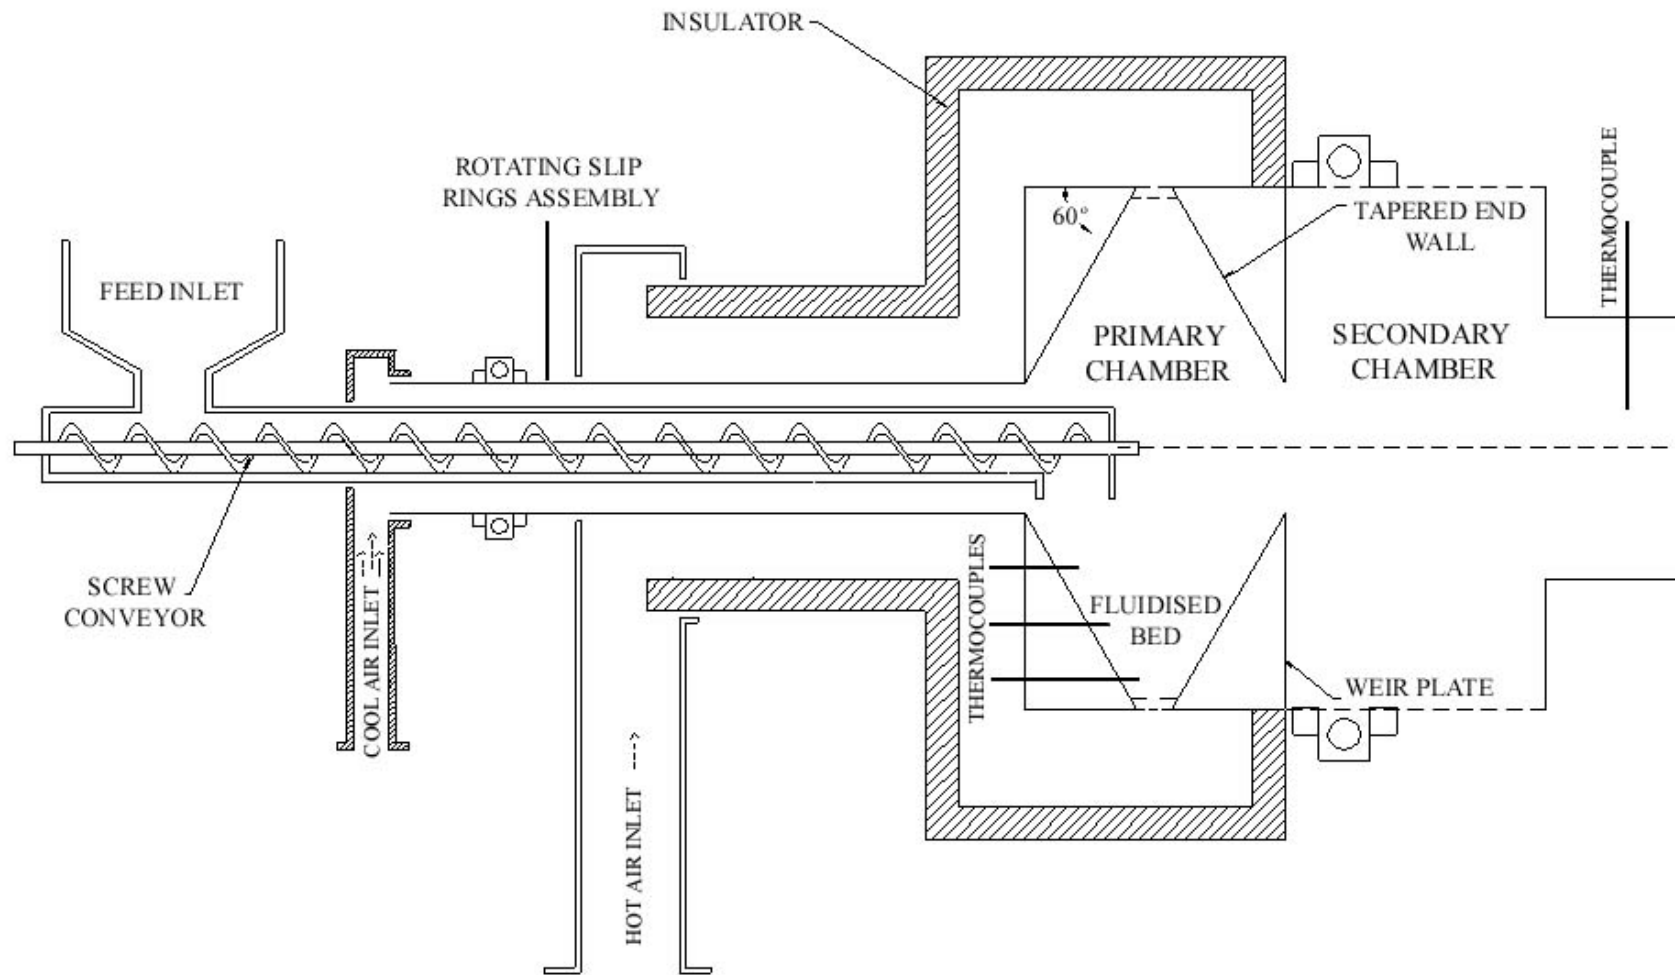 INSULATOR
ROTATING SLIP
RINGS ASSEMBLY
THERMOCOUPLE
60°
TAPERED END
WALL
FEED INLET
PRIMARY
CHAMBER
SECONDARY
CHAMBER
SCREW
CONVEYOR
COOL AIR INLET
THERMOCOUPLES
FLUIDISED
BED
WEIR PLATE
HOT AIR INLET